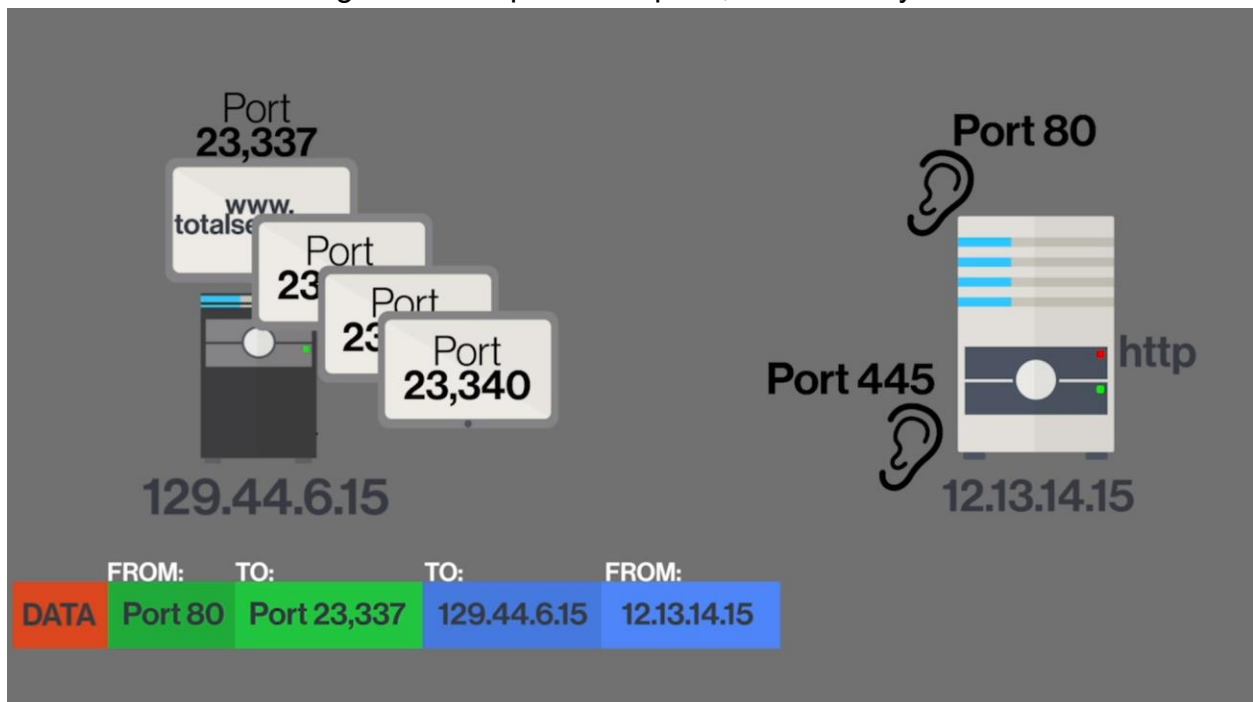 Port
23,337
www.
totalse
Port
23
Port
23
Port
23,340
129.44.6.15
Port 80
Port 445
http
12.13.14.15
FROM: TO: TO: FROM:
DATA Port 80 Port 23,337 129.44.6.15 12.13.14.15